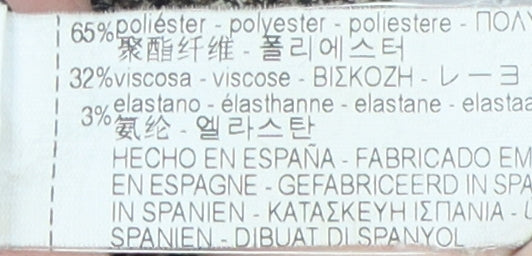 65% poliéster - polyester - poliestere - ΠΟΛΥ
聚酯纤维 - 폴리에스터
32% viscosa - viscose - ΒΙΣΚΟΖΗ - レーヨ
3% elastano - élasthanne - elastane - elastaa
氨纶 - 엘라스탄
HECHO EN ESPAÑA - FABRICADO EM
EN ESPAGNE - GEFABRICEERD IN SPA
IN SPANIEN - ΚΑΤΑΣΚΕΥΗ ΙΣΠΑΝΙΑ -
SPANIEN - DIBUAT DI SPANYOL